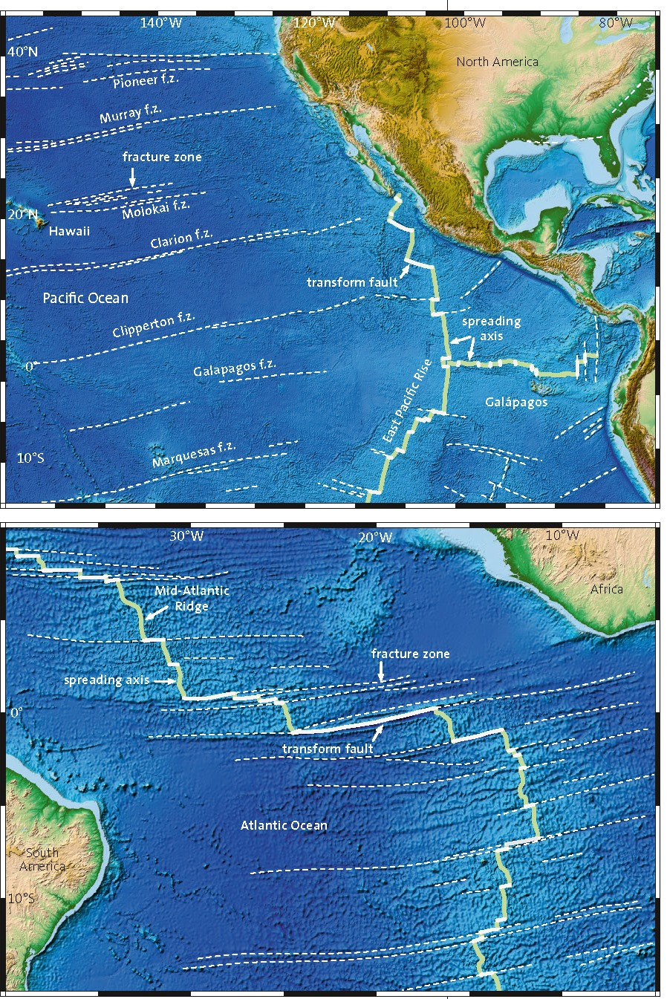 140°W 120°W 100°W 80°W
40°N
North America
Pioneer f.z.
Murray f.z.
fracture zone
Molokai f.z.
20°N
Hawaii
Clarion f.z.
transform fault
Pacific Ocean
Clipperton f.z.
spreading
axis
0°
Galapagos f.z.
East Pacific Rise
Galápagos
Marquesas f.z.
10°S
30°W 20°W 10°W
Africa
Mid-Atlantic
Ridge
fracture zone
spreading axis
0°
transform fault
Atlantic Ocean
South
America
10°S